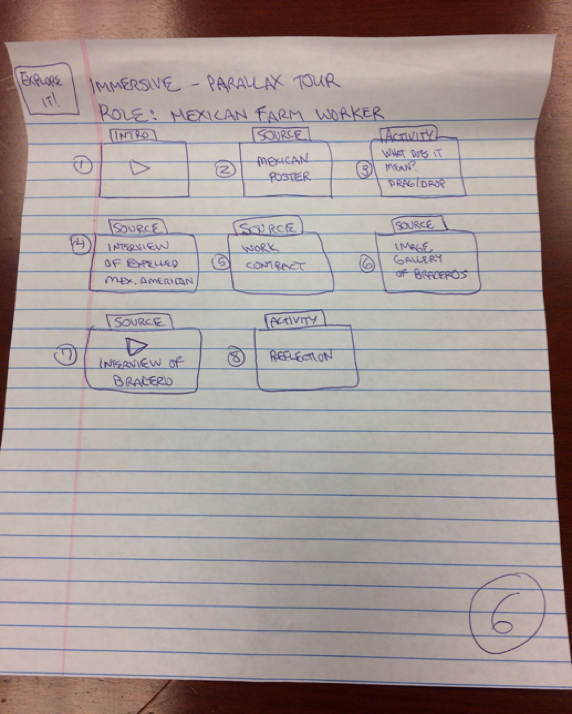 EXPLORE
IT!
IMMERSIVE - PARALLAX TOUR
ROLE: MEXICAN FARM WORKER
INTRO
1
SOURCE
2
MEXICAN
POSTER
ACTIVITY
3
WHAT DOES IT
MEAN?
DRAG/DROP
SOURCE
4
INTERVIEW
OF EXPELLED
MEX. AMERICAN
SOURCE
5
WORK
CONTRACT
SOURCE
6
IMAGE
GALLERY
OF BRACEROS
SOURCE
7
INTERVIEW OF
BRACERO
ACTIVITY
8
REFLECTION
6